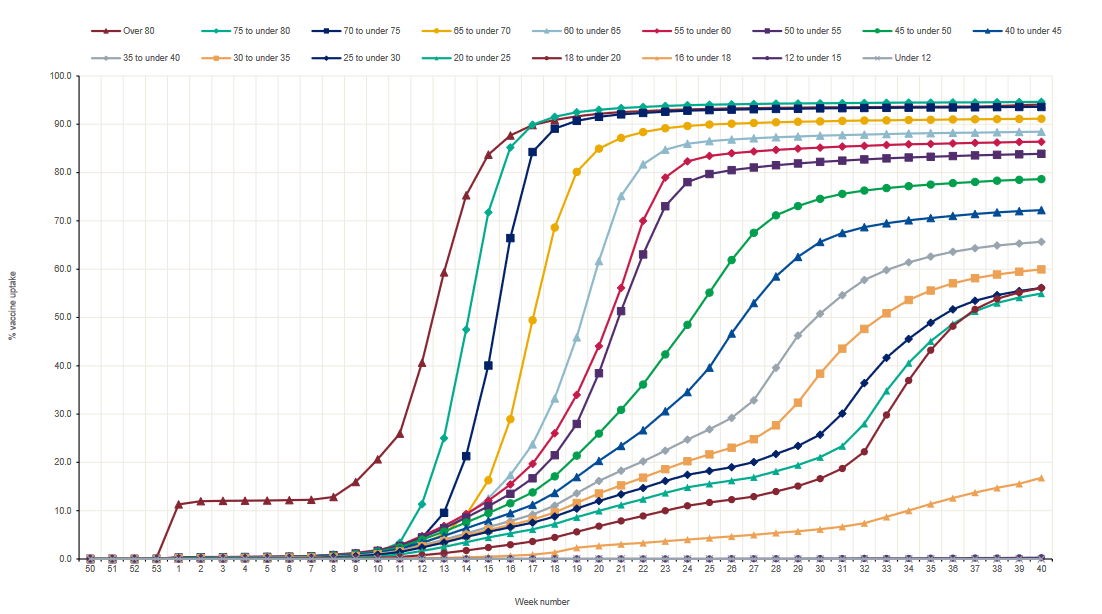 Over 80 75 to under 80 70 to under 75 65 to under 70 60 to under 65 55 to under 60 50 to under 55 45 to under 50 40 to under 45
35 to under 40 30 to under 35 25 to under 30 20 to under 25 18 to under 20 16 to under 18 12 to under 15 Under 12
100.0
90.0
80.0
70.0
60.0
50.0
40.0
30.0
20.0
10.0
0.0
% vaccine uptake
50 51 52 53 1 2 3 4 5 6 7 8 9 10 11 12 13 14 15 16 17 18 19 20 21 22 23 24 25 26 27 28 29 30 31 32 33 34 35 36 37 38 39 40
Week number